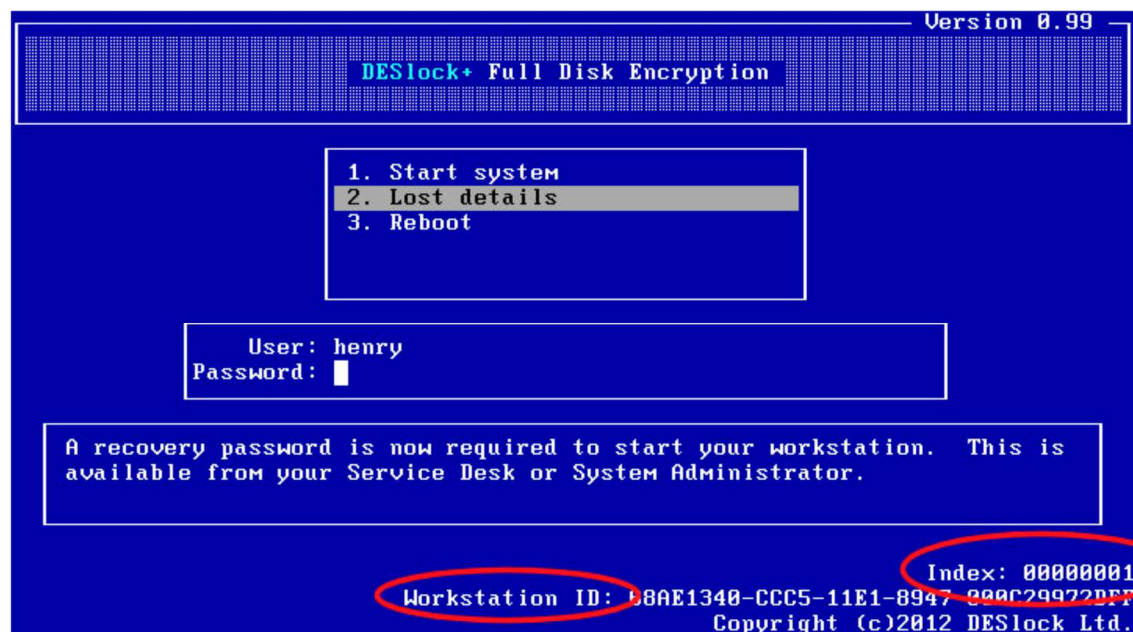 Version 0.99
DESlock+ Full Disk Encryption
1. Start system
2. Lost details
3. Reboot
User: henry
Password:
A recovery password is now required to start your workstation. This is
available from your Service Desk or System Administrator.
Index: 00000001
Workstation ID:
Copyright (c)2012 DESlock Ltd.